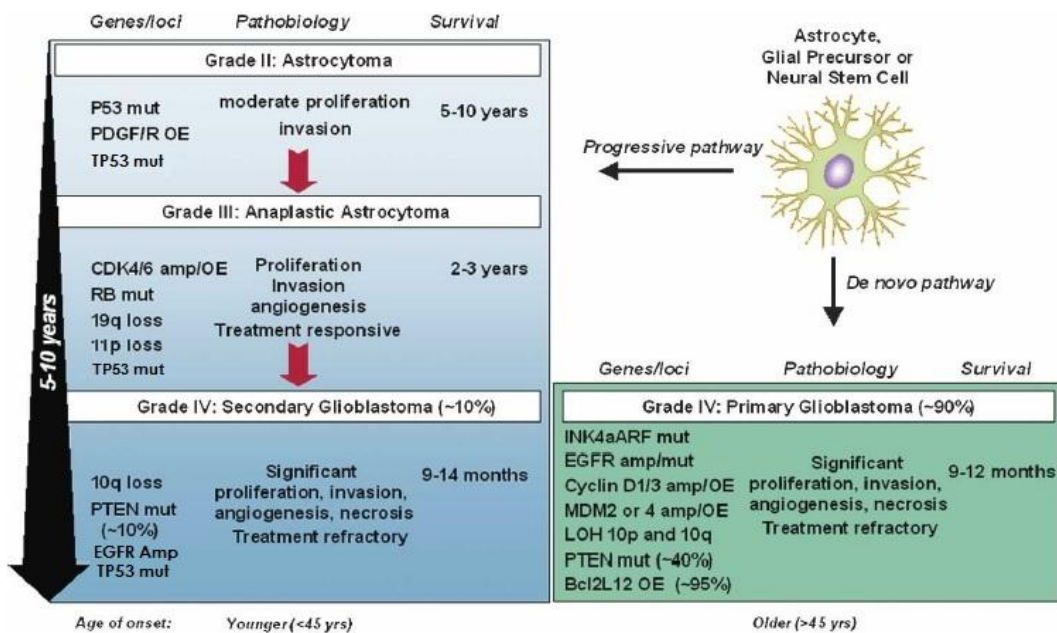 Genes/loci Pathobiology Survival
Grade II: Astrocytoma
P53 mut
PDGF/R OE
TP53 mut
moderate proliferation
invasion
5-10 years
Grade III: Anaplastic Astrocytoma
CDK4/6 amp/OE
RB mut
19q loss
11p loss
TP53 mut
Proliferation
Invasion
angiogenesis
Treatment responsive
2-3 years
Grade IV: Secondary Glioblastoma (~10%)
10q loss
PTEN mut
(~10%)
EGFR Amp
TP53 mut
Significant
proliferation, invasion,
angiogenesis, necrosis
Treatment refractory
9-14 months
5-10 years
Astrocyte,
Glial Precursor or
Neural Stem Cell
Progressive pathway
De novo pathway
Genes/loci Pathobiology Survival
Grade IV: Primary Glioblastoma (~90%)
INK4aARF mut
EGFR amp/mut
Cyclin D1/3 amp/OE
MDM2 or 4 amp/OE
LOH 10p and 10q
PTEN mut (~40%)
Bcl2L12 OE (~95%)
Significant
proliferation, invasion,
angiogenesis, necrosis
Treatment refractory
9-12 months
Age of onset: Younger (<45 yrs) Older (>45 yrs)